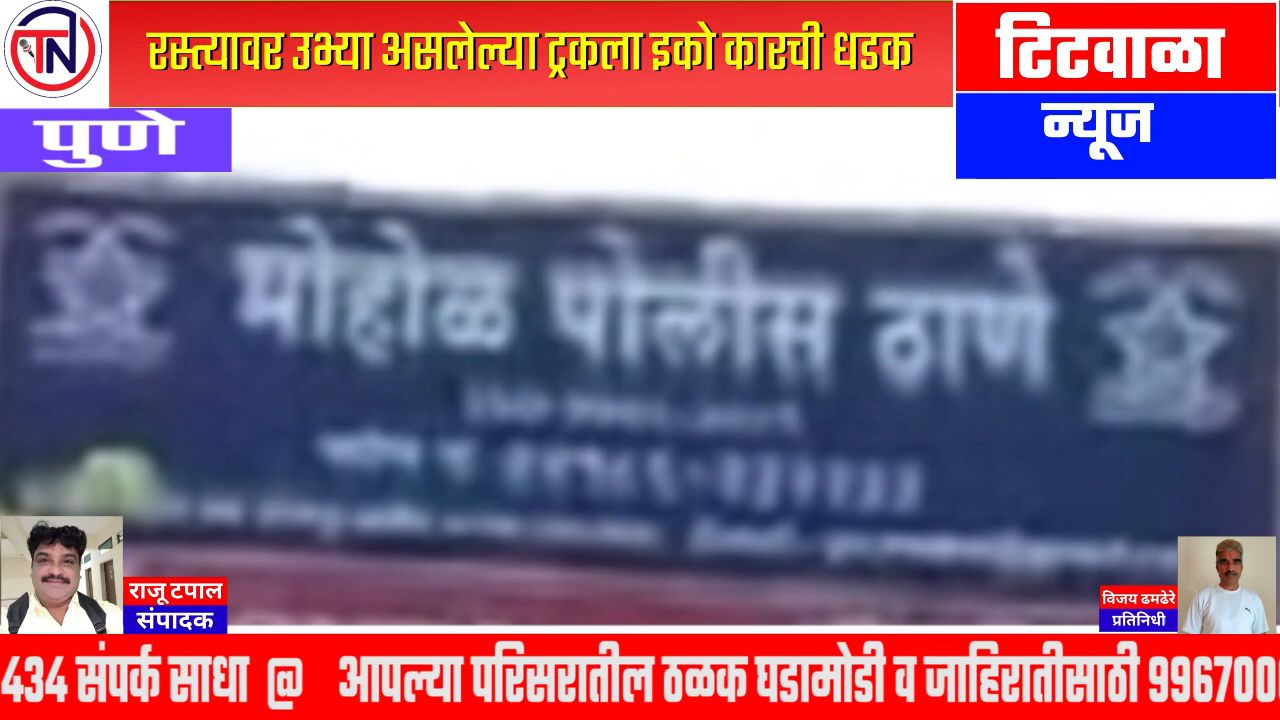 TN
रस्त्यावर उभ्या असलेल्या ट्रकला इको कारची धडक
टिटवाळा
न्यूज
पुणे
मोहोळ पोलीस ठाणे
राजू टपाल
संपादक
विजय ढमढेरे
प्रतिनिधी
434 संपर्क साधा @ आपल्या परिसरातील ठळक घडामोडी व जाहिरातीसाठी 996700